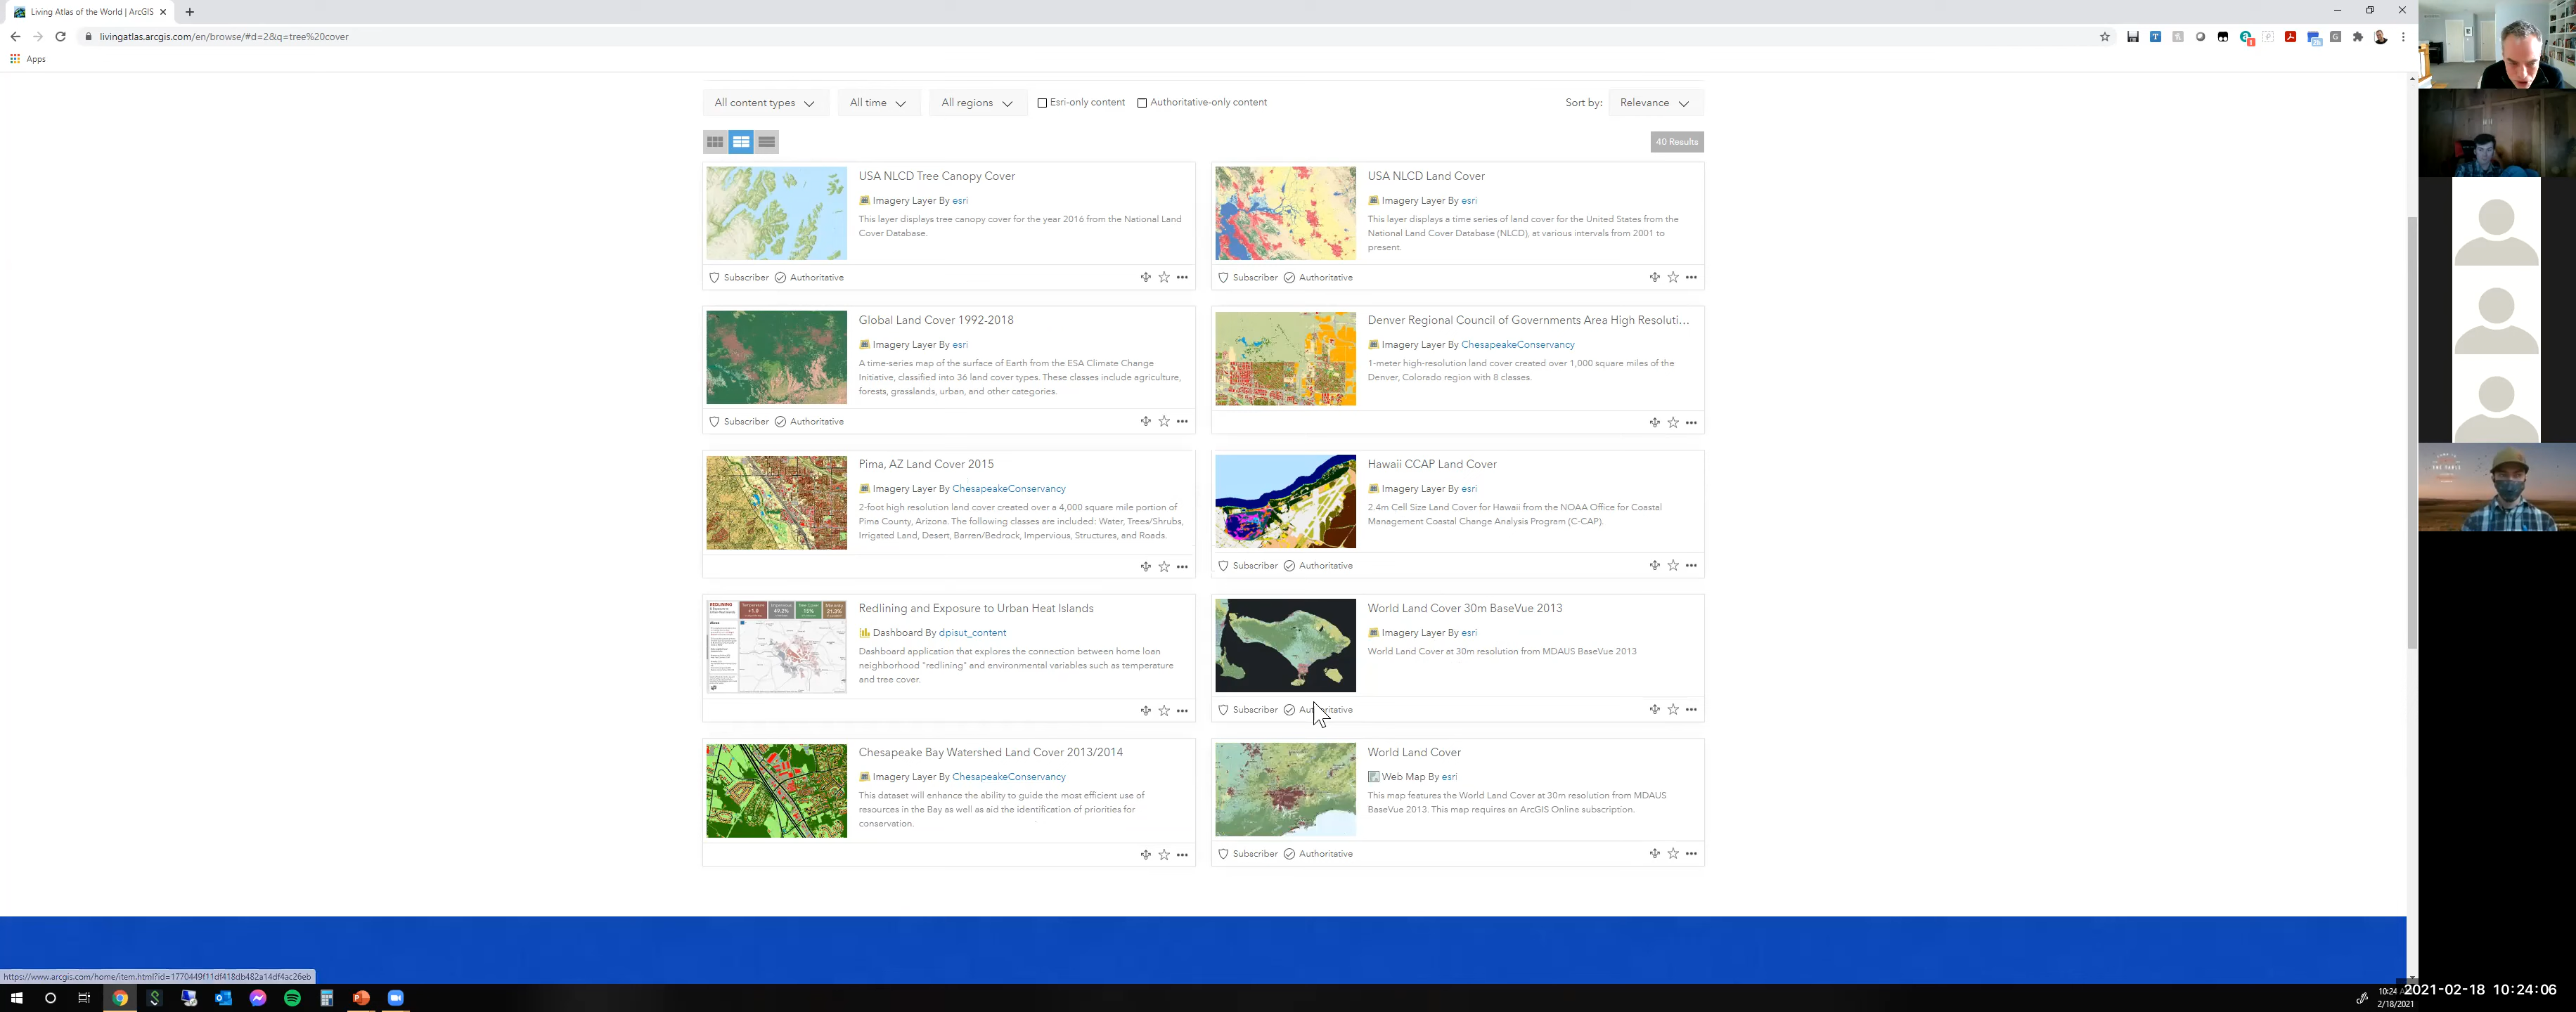 Living Atlas of the World | ArcGIS
livingatlas.arcgis.com/en/browse/#d=2&q=tree%20cover
Apps
All content types
All time
All regions
Esri-only content
Authoritative-only content
Sort by:
Relevance
40 Results
USA NLCD Tree Canopy Cover
Imagery Layer By esri
This layer displays tree canopy cover for the year 2016 from the National Land
Cover Database.
Subscriber Authoritative
USA NLCD Land Cover
Imagery Layer By esri
This layer displays a time series of land cover for the United States from the
National Land Cover Database (NLCD), at various intervals from 2001 to
present.
Subscriber Authoritative
Global Land Cover 1992-2018
Imagery Layer By esri
A time-series map of the surface of Earth from the ESA Climate Change
Initiative, classified into 36 land cover types. These classes include agriculture,
forests, grasslands, urban, and other categories.
Subscriber Authoritative
Denver Regional Council of Governments Area High Resoluti...
Imagery Layer By ChesapeakeConservancy
1-meter high-resolution land cover created over 1,000 square miles of the
Denver, Colorado region with 8 classes.
Pima, AZ Land Cover 2015
Imagery Layer By ChesapeakeConservancy
2-foot high resolution land cover created over a 4,000 square mile portion of
Pima County, Arizona. The following classes are included: Water, Trees/Shrubs,
Irrigated Land, Desert, Barren/Bedrock, Impervious, Structures, and Roads.
Hawaii CCAP Land Cover
Imagery Layer By esri
2.4m Cell Size Land Cover for Hawaii from the NOAA Office for Coastal
Management Coastal Change Analysis Program (C-CAP).
Subscriber Authoritative
Redlining and Exposure to Urban Heat Islands
Dashboard By dpisut_content
Dashboard application that explores the connection between home loan
neighborhood "redlining" and environmental variables such as temperature
and tree cover.
World Land Cover 30m BaseVue 2013
Imagery Layer By esri
World Land Cover at 30m resolution from MDAUS BaseVue 2013
Subscriber Authoritative
Chesapeake Bay Watershed Land Cover 2013/2014
Imagery Layer By ChesapeakeConservancy
This dataset will enhance the ability to guide the most efficient use of
resources in the Bay as well as aid the identification of priorities for
conservation.
World Land Cover
Web Map By esri
This map features the World Land Cover at 30m resolution from MDAUS
BaseVue 2013. This map requires an ArcGIS Online subscription.
Subscriber Authoritative
https://www.arcgis.com/home/item.html?id=1770449f11df418db482a14df4ac26eb
10:24
2/18/2021
2021-02-18 10:24:06